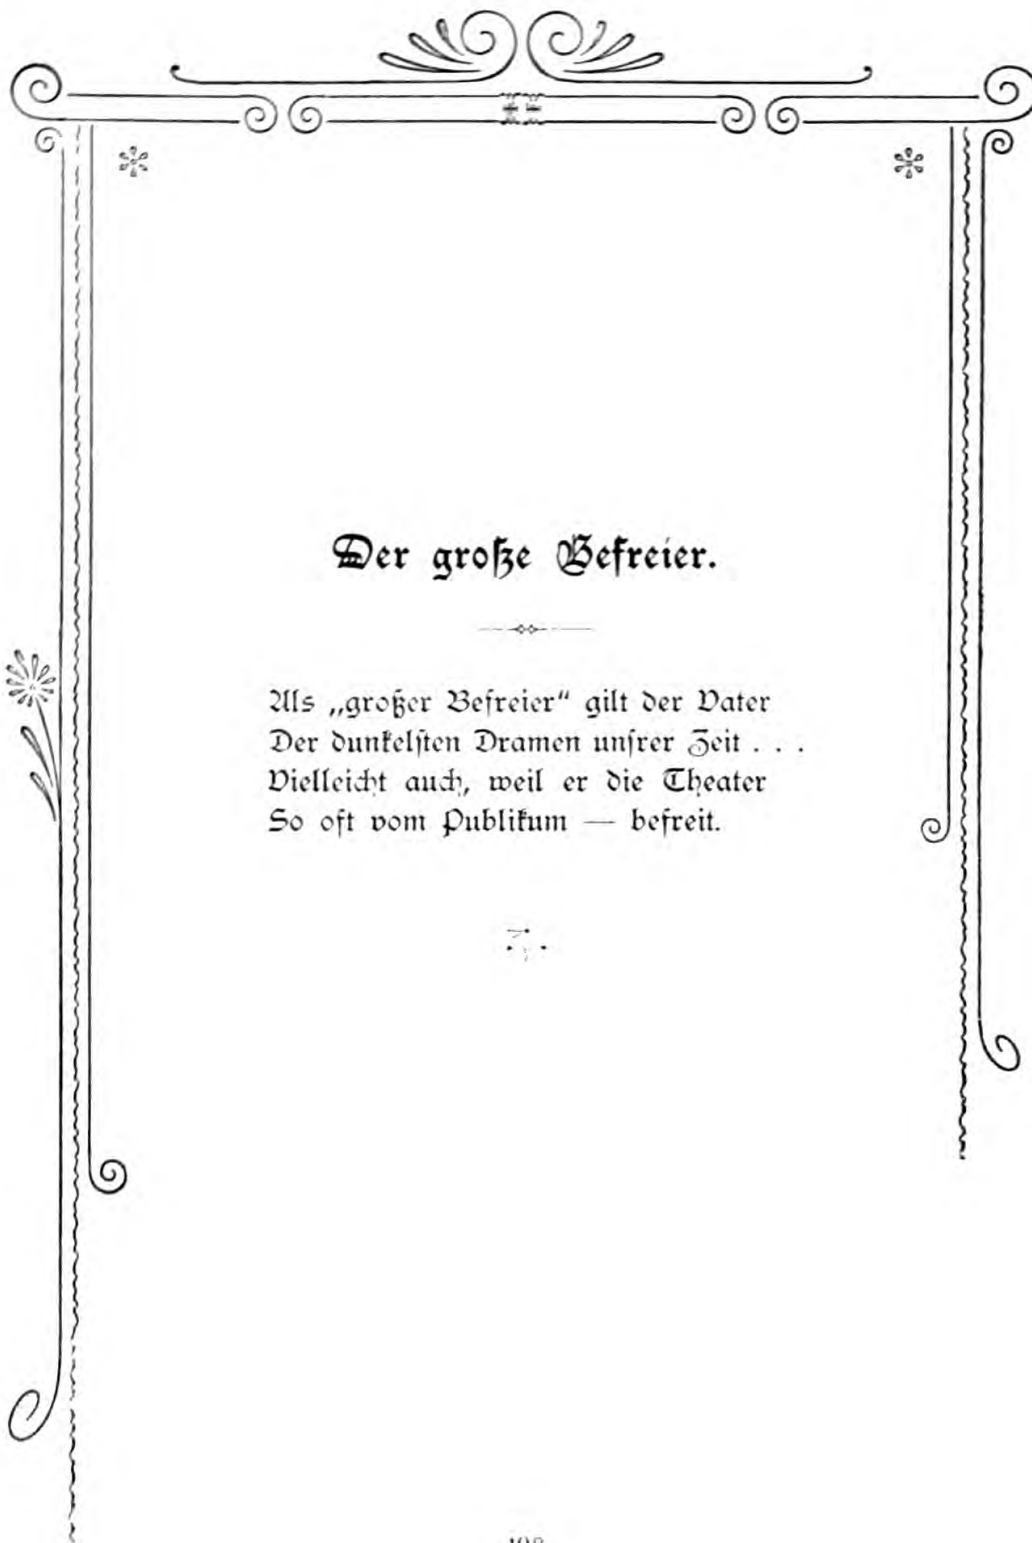 Der große Befreier.
Als „großer Befreier“ gilt der Vater
Der dunkelsten Dramen unsrer Zeit . . .
Vielleicht auch, weil er die Theater
So oft vom Publikum — befreit.